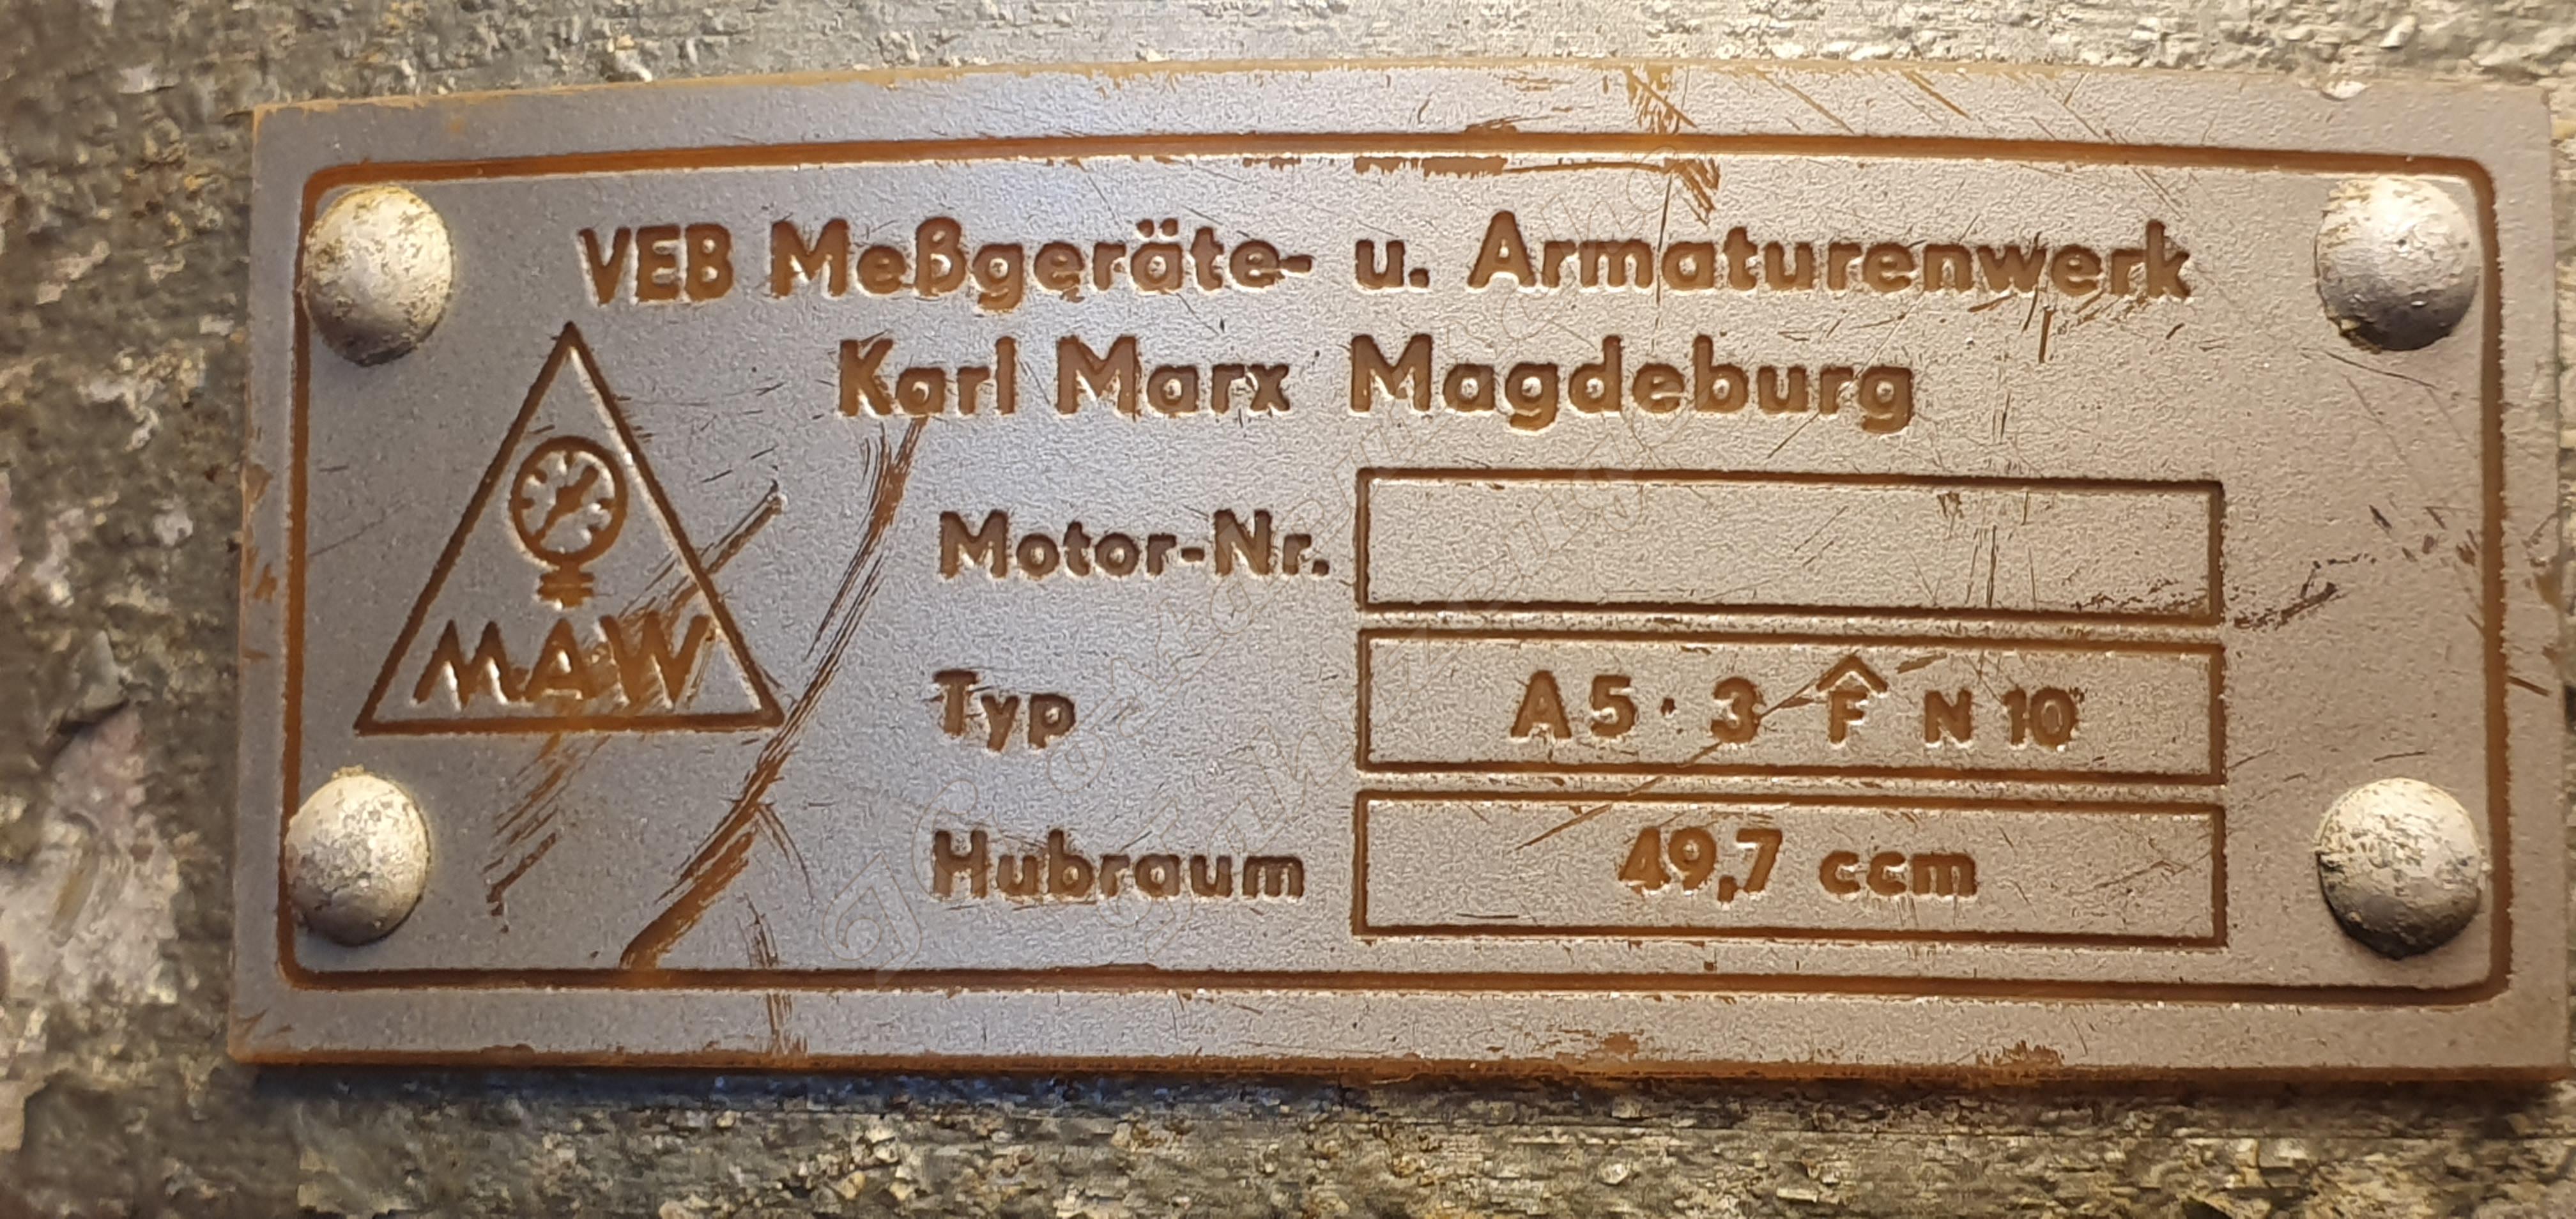 VEB Meßgeräte- u. Armaturenwerk
Karl Marx Magdeburg
MAW
Motor-Nr.
Typ A5·3 F̂ N 10
Hubraum 49,7 ccm